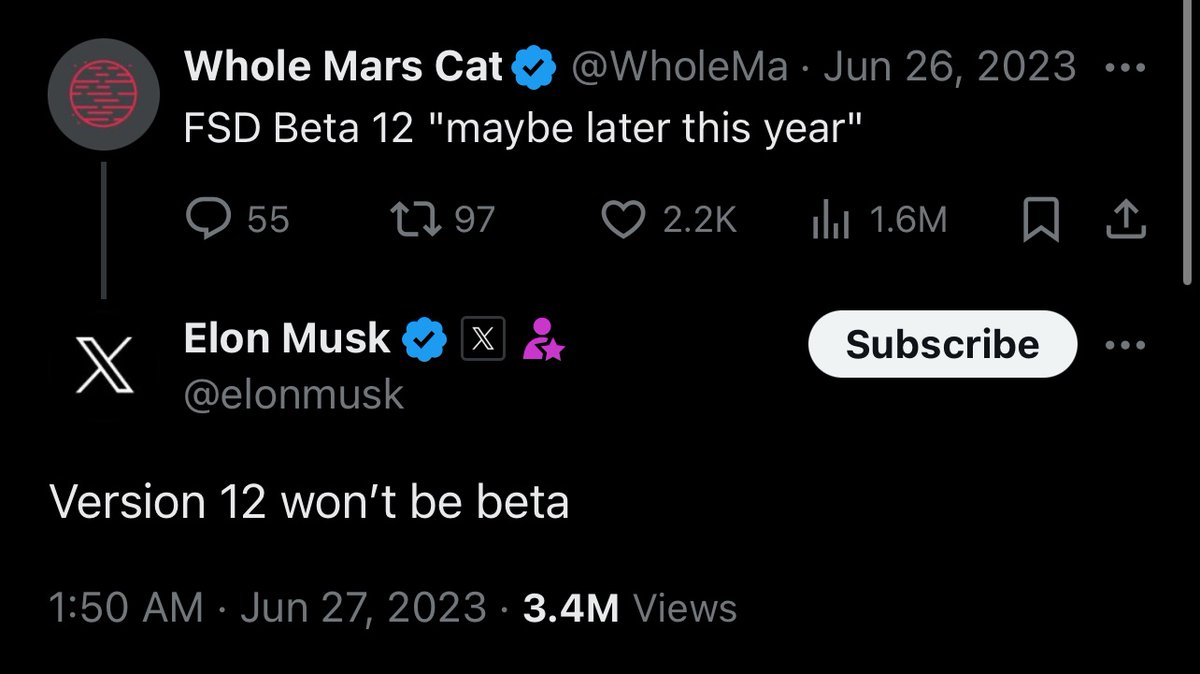 Whole Mars Cat @WholeMa · Jun 26, 2023
FSD Beta 12 "maybe later this year"
55 97 2.2K 1.6M
Elon Musk
Subscribe
@elonmusk
Version 12 won’t be beta
1:50 AM · Jun 27, 2023 · 3.4M Views